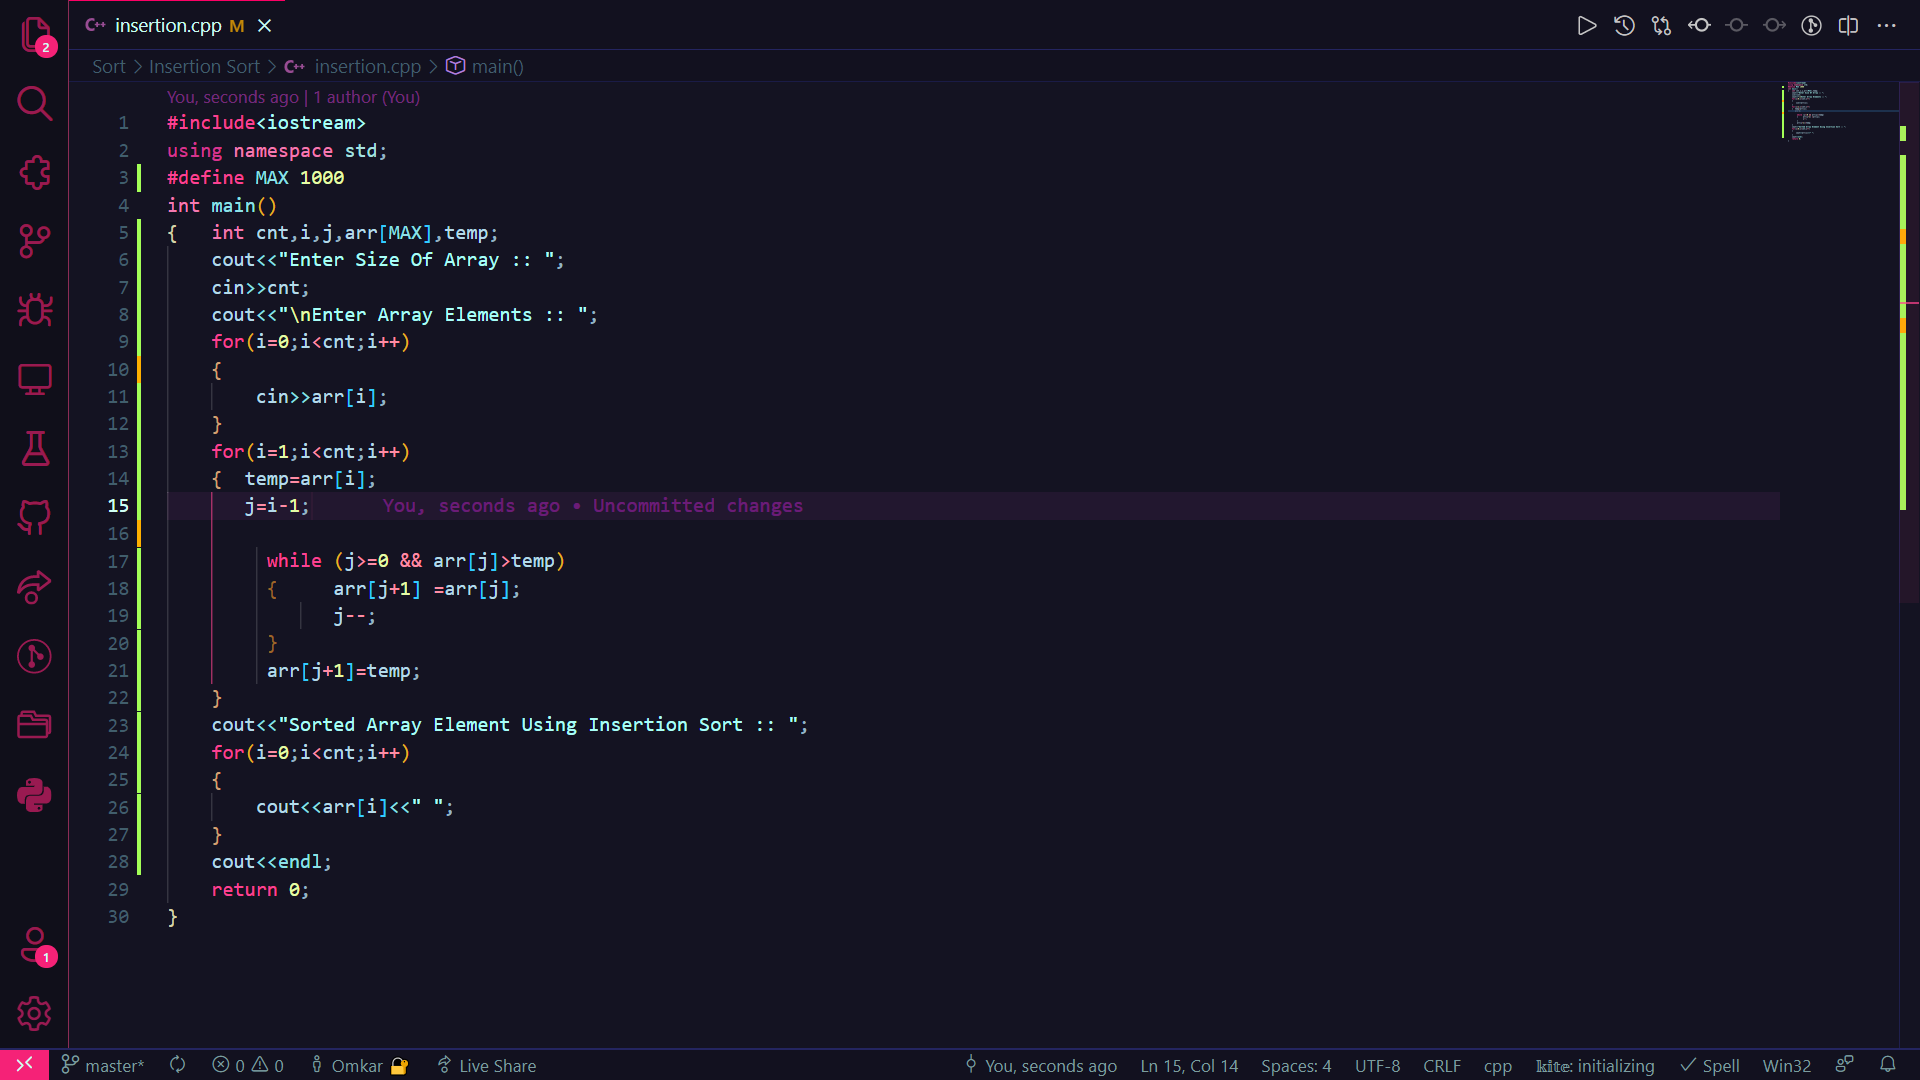 2
insertion.cpp M
Sort > Insertion Sort > insertion.cpp > main()
You, seconds ago | 1 author (You)
1 #include<iostream>
2 using namespace std;
3 #define MAX 1000
4 int main()
5 {   int cnt,i,j,arr[MAX],temp;
6     cout<<"Enter Size Of Array :: ";
7     cin>>cnt;
8     cout<<"\nEnter Array Elements :: ";
9     for(i=0;i<cnt;i++)
10     {
11         cin>>arr[i];
12     }
13     for(i=1;i<cnt;i++)
14     {  temp=arr[i];
15        j=i-1;       You, seconds ago • Uncommitted changes
16
17          while (j>=0 && arr[j]>temp)
18          {     arr[j+1] =arr[j];
19                j--;
20          }
21          arr[j+1]=temp;
22     }
23     cout<<"Sorted Array Element Using Insertion Sort :: ";
24     for(i=0;i<cnt;i++)
25     {
26         cout<<arr[i]<<" ";
27     }
28     cout<<endl;
29     return 0;
30 }
1
master* 0 0 Omkar 🔐 Live Share You, seconds ago Ln 15, Col 14 Spaces: 4 UTF-8 CRLF cpp kite: initializing Spell Win32